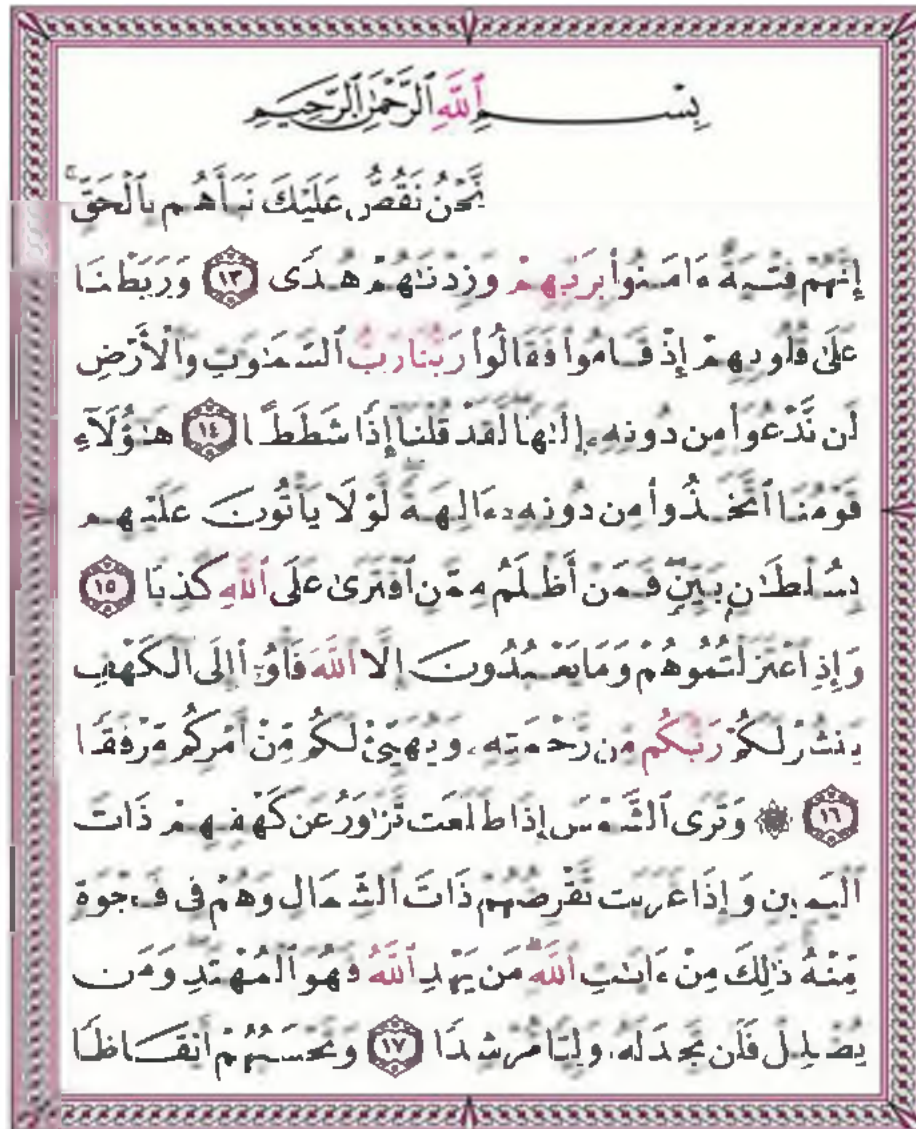 بِسْمِ ٱللَّهِ ٱلرَّحْمَٰنِ ٱلرَّحِيمِ
نَّحْنُ نَقُصُّ عَلَيْكَ نَبَأَهُم بِٱلْحَقِّ ۚ
إِنَّهُمْ فِتْيَةٌ ءَامَنُوا۟ بِرَبِّهِمْ وَزِدْنَٰهُمْ هُدًى ١٣ وَرَبَطْنَا
عَلَىٰ قُلُوبِهِمْ إِذْ قَامُوا۟ فَقَالُوا۟ رَبُّنَا رَبُّ ٱلسَّمَٰوَٰتِ وَٱلْأَرْضِ
لَن نَّدْعُوَا۟ مِن دُونِهِۦٓ إِلَٰهًا ۖ لَّقَدْ قُلْنَآ إِذًا شَطَطًا ١٤ هَٰٓؤُلَآءِ
قَوْمُنَا ٱتَّخَذُوا۟ مِن دُونِهِۦٓ ءَالِهَةً ۖ لَّوْلَا يَأْتُونَ عَلَيْهِم
بِسُلْطَٰنٍۭ بَيِّنٍ ۖ فَمَنْ أَظْلَمُ مِمَّنِ ٱفْتَرَىٰ عَلَى ٱللَّهِ كَذِبًا ١٥
وَإِذِ ٱعْتَزَلْتُمُوهُمْ وَمَا يَعْبُدُونَ إِلَّا ٱللَّهَ فَأْوُۥٓا۟ إِلَى ٱلْكَهْفِ
يَنشُرْ لَكُمْ رَبُّكُم مِّن رَّحْمَتِهِۦ وَيُهَيِّئْ لَكُم مِّنْ أَمْرِكُم مِّرْفَقًا
١٦ ۞ وَتَرَى ٱلشَّمْسَ إِذَا طَلَعَت تَّزَٰوَرُ عَن كَهْفِهِمْ ذَاتَ
ٱلْيَمِينِ وَإِذَا غَرَبَت تَّقْرِضُهُمْ ذَاتَ ٱلشِّمَالِ وَهُمْ فِى فَجْوَةٍ
مِّنْهُ ۚ ذَٰلِكَ مِنْ ءَايَٰتِ ٱللَّهِ ۗ مَن يَهْدِ ٱللَّهُ فَهُوَ ٱلْمُهْتَدِ ۖ وَمَن
يُضْلِلْ فَلَن تَجِدَ لَهُۥ وَلِيًّا مُّرْشِدًا ١٧ وَتَحْسَبُهُمْ أَيْقَاظًا